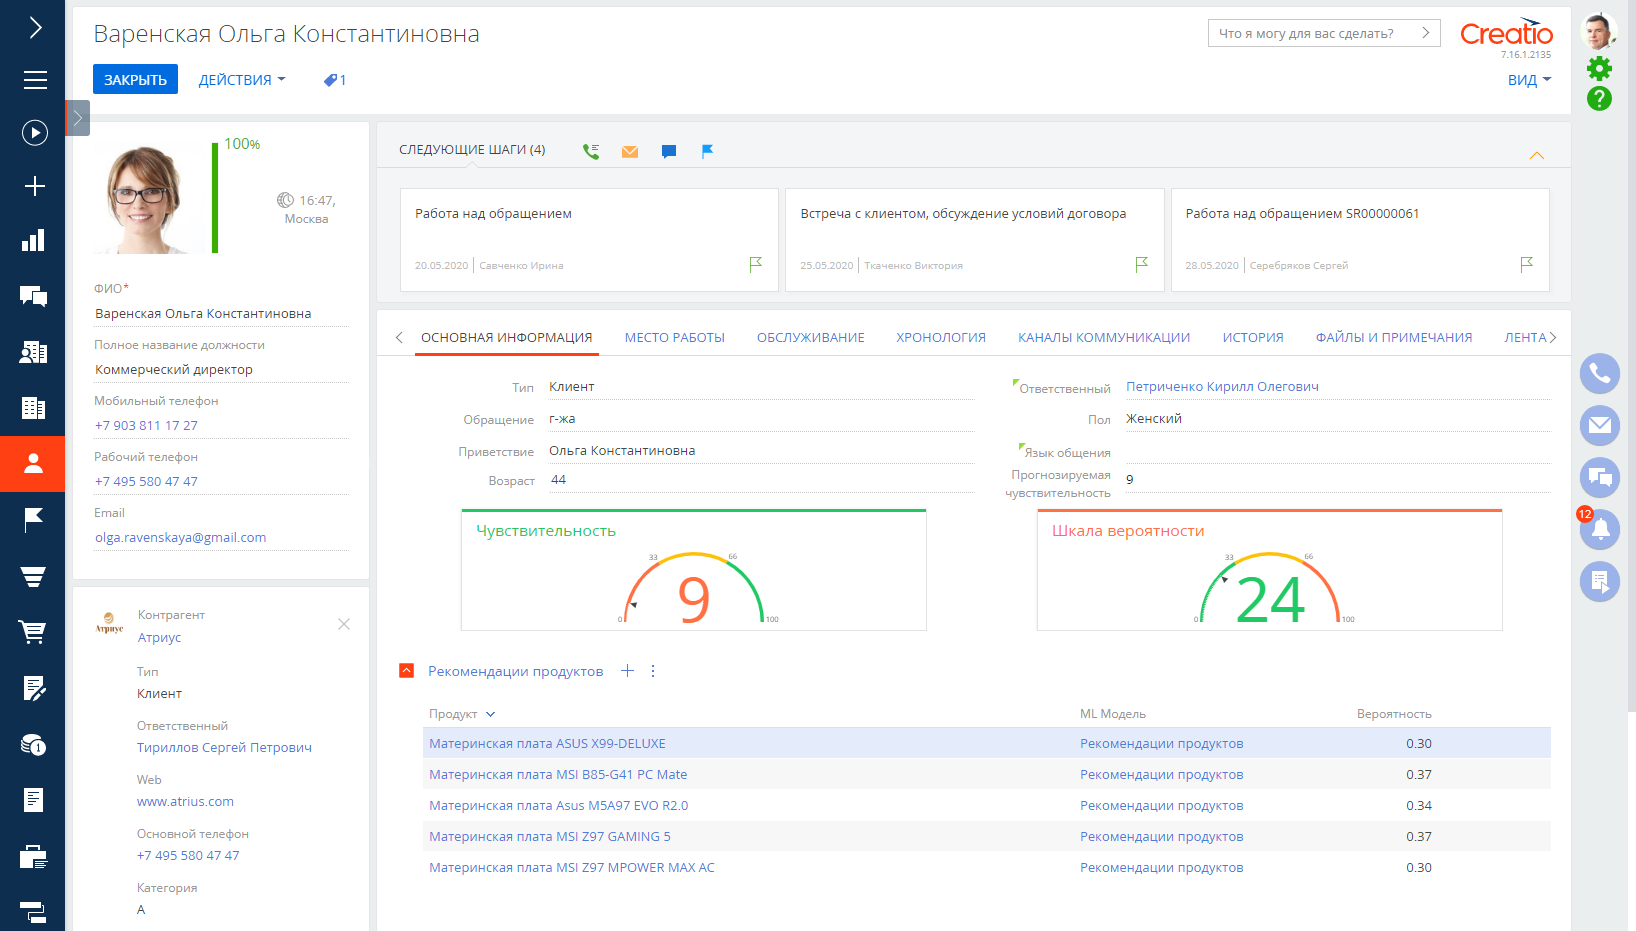 Варенская Ольга Константиновна
Что я могу для вас сделать?
Creatio
7.16.1.2135
ЗАКРЫТЬ
ДЕЙСТВИЯ
1
ВИД
100%
16:47,
Москва
ФИО*
Варенская Ольга Константиновна
Полное название должности
Коммерческий директор
Мобильный телефон
+7 903 811 17 27
Рабочий телефон
+7 495 580 47 47
Email
olga.ravenskaya@gmail.com
Атриус
Контрагент
Атриус
Тип
Клиент
Ответственный
Тириллов Сергей Петрович
Web
www.atrius.com
Основной телефон
+7 495 580 47 47
Категория
A
1
СЛЕДУЮЩИЕ ШАГИ (4)
Работа над обращением
20.05.2020 Савченко Ирина
Встреча с клиентом, обсуждение условий договора
25.05.2020 Ткаченко Виктория
Работа над обращением SR00000061
28.05.2020 Серебряков Сергей
ОСНОВНАЯ ИНФОРМАЦИЯ МЕСТО РАБОТЫ ОБСЛУЖИВАНИЕ ХРОНОЛОГИЯ КАНАЛЫ КОММУНИКАЦИИ ИСТОРИЯ ФАЙЛЫ И ПРИМЕЧАНИЯ ЛЕНТА
Тип Клиент
Ответственный Петриченко Кирилл Олегович
Обращение г-жа
Пол Женский
Приветствие Ольга Константиновна
Язык общения
Возраст 44
Прогнозируемая
чувствительность 9
Чувствительность
33 66
0 9 100
Шкала вероятности
33 66
0 24 100
12
Рекомендации продуктов
Продукт ML Модель Вероятность
Материнская плата ASUS X99-DELUXE Рекомендации продуктов 0.30
Материнская плата MSI B85-G41 PC Mate Рекомендации продуктов 0.37
Материнская плата Asus M5A97 EVO R2.0 Рекомендации продуктов 0.34
Материнская плата MSI Z97 GAMING 5 Рекомендации продуктов 0.37
Материнская плата MSI Z97 MPOWER MAX AC Рекомендации продуктов 0.30